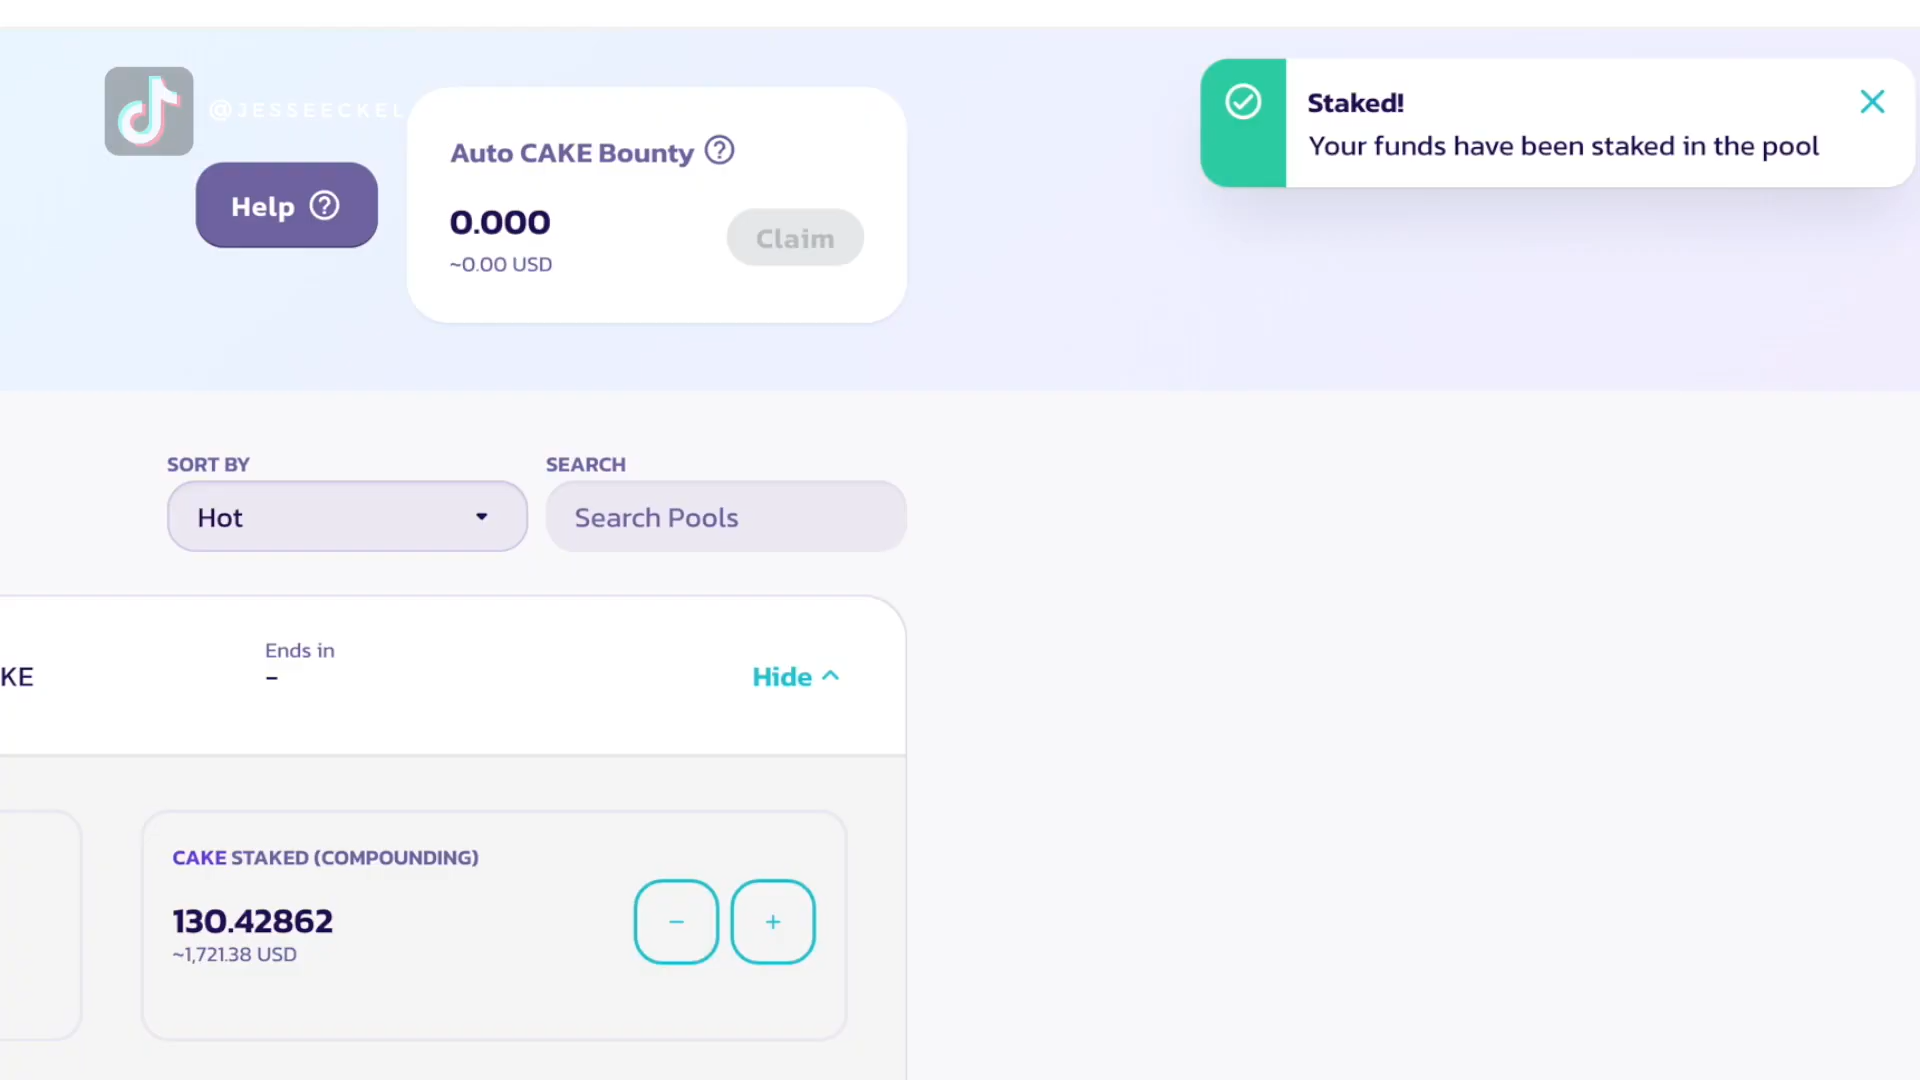 @JESSEECKEL
Help
Auto CAKE Bounty
0.000
~0.00 USD
Claim
Staked!
Your funds have been staked in the pool
SORT BY
Hot
SEARCH
Search Pools
KE
Ends in
-
Hide
CAKE STAKED (COMPOUNDING)
130.42862
~1,721.38 USD
- +